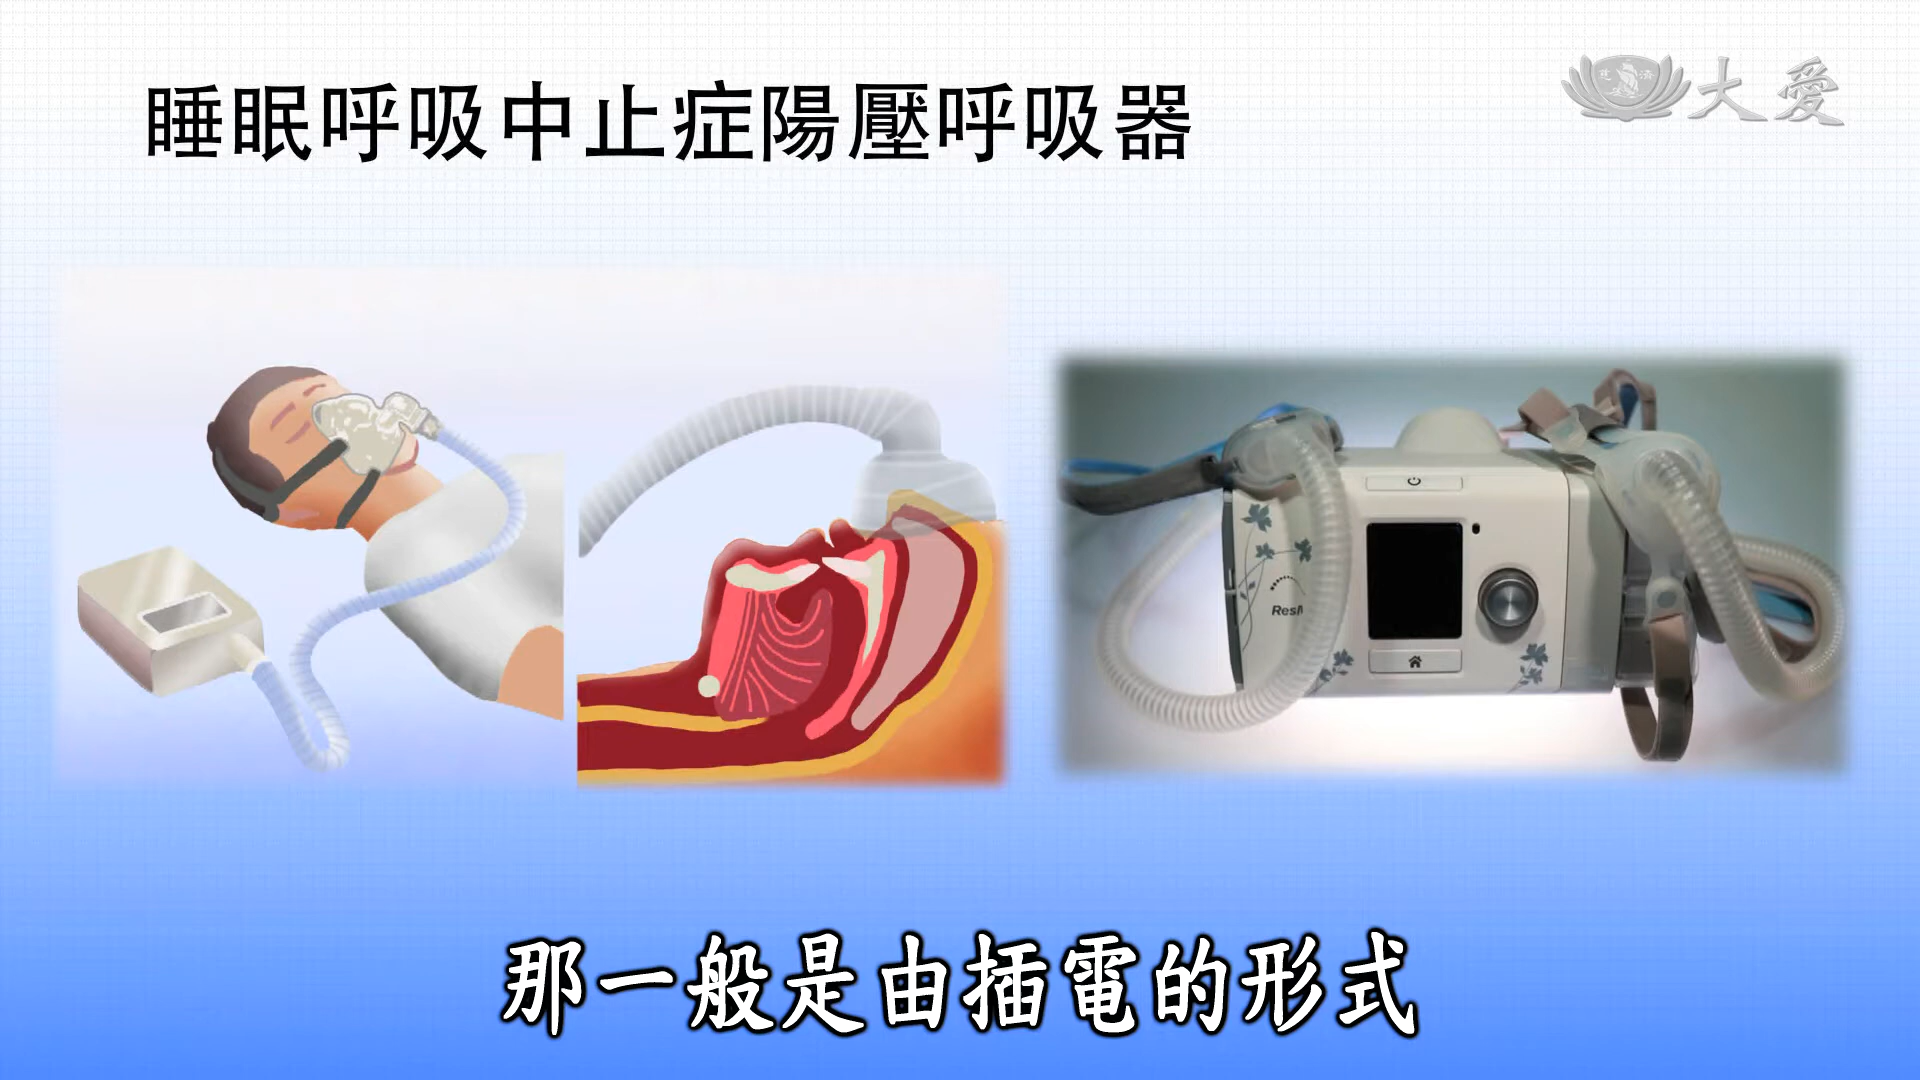 睡眠呼吸中止症陽壓呼吸器
大愛
Res
那一般是由插電的形式